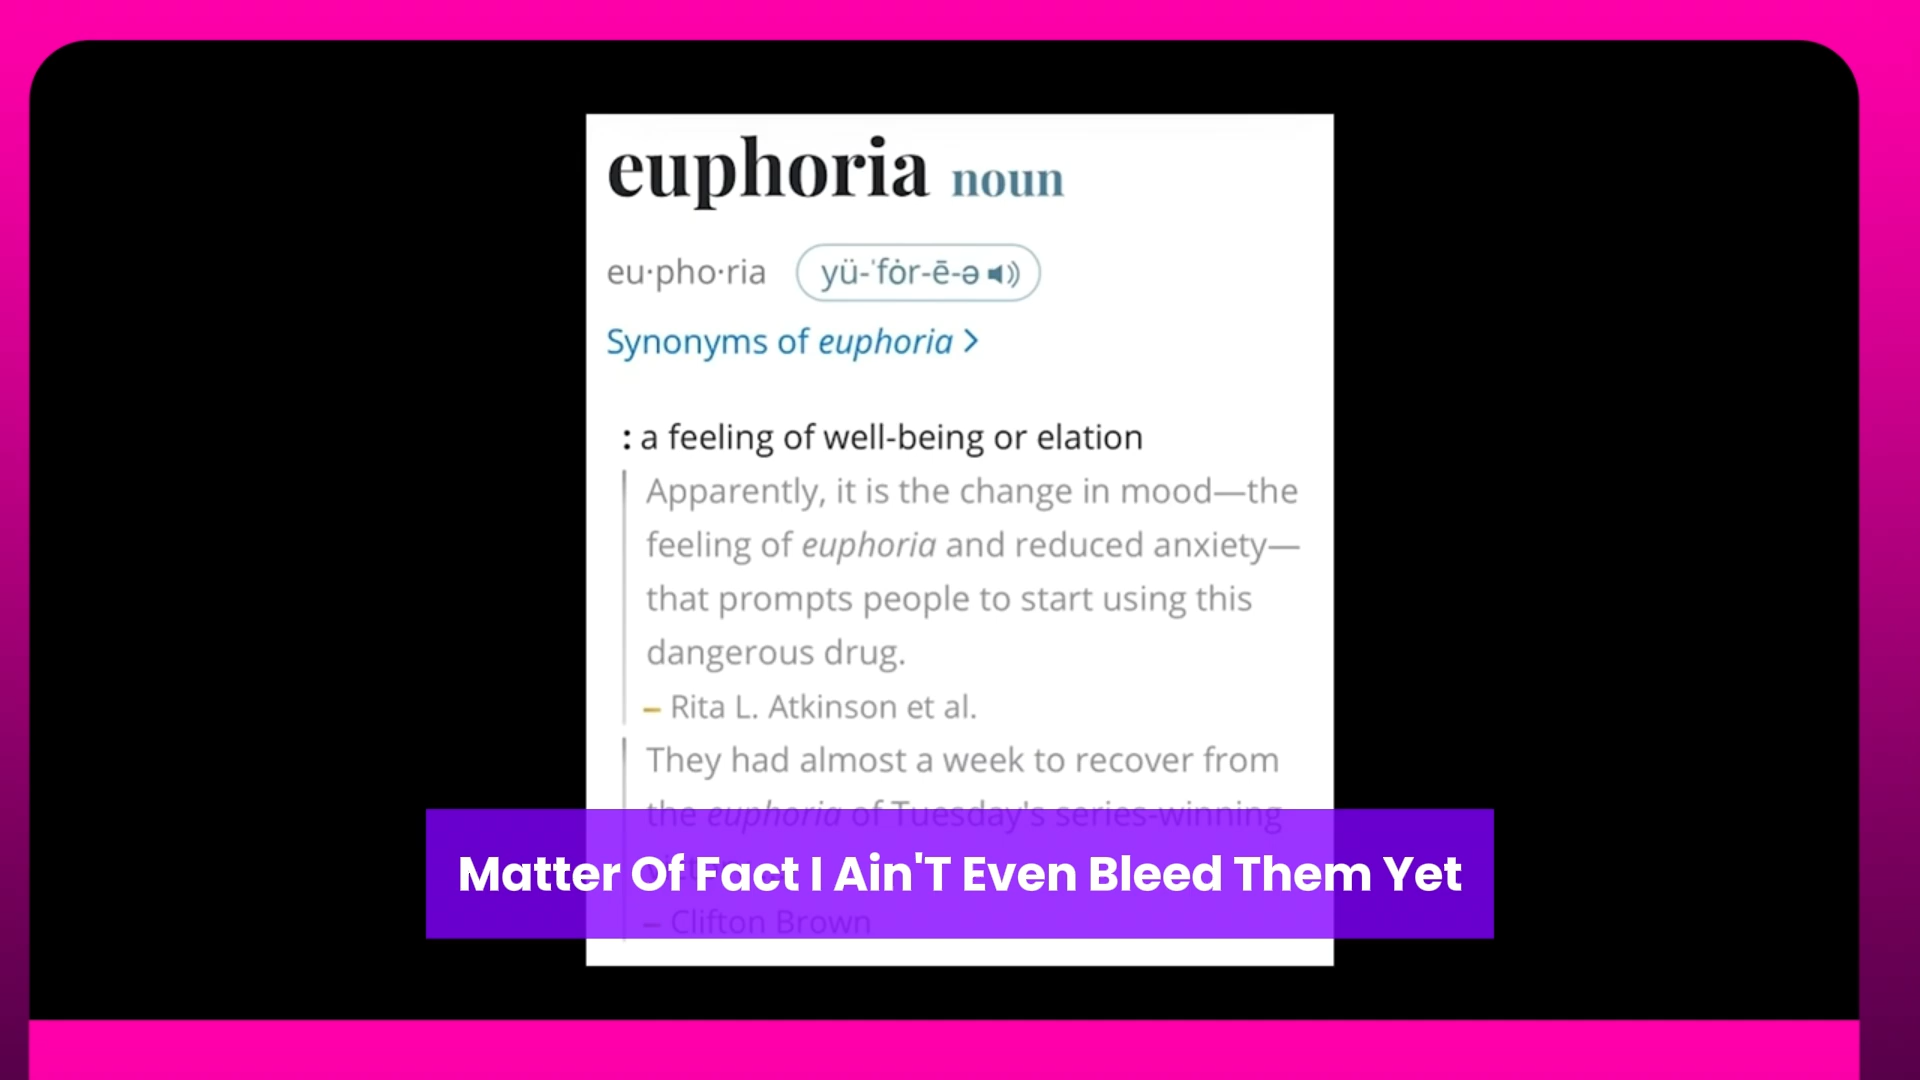 euphoria noun
eu·pho·ria yü-ˈfȯr-ē-ə
Synonyms of euphoria >
: a feeling of well-being or elation
Apparently, it is the change in mood—the
feeling of euphoria and reduced anxiety—
that prompts people to start using this
dangerous drug.
– Rita L. Atkinson et al.
They had almost a week to recover from
the euphoria of Tuesday's series-winning
Matter Of Fact I Ain'T Even Bleed Them Yet
– Clifton Brown